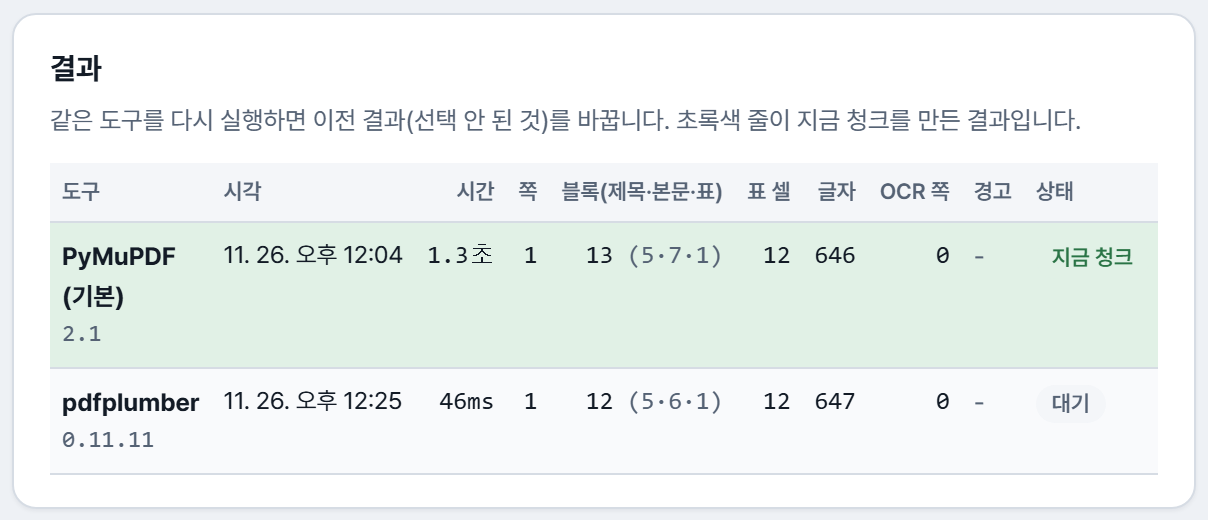 결과
같은 도구를 다시 실행하면 이전 결과(선택 안 된 것)를 바꿉니다. 초록색 줄이 지금 청크를 만든 결과입니다.
도구 시각 시간 쪽 블록(제목·본문·표) 표 셀 글자 OCR 쪽 경고 상태
PyMuPDF 11. 26. 오후 12:04 1.3초 1 13 (5·7·1) 12 646 0 - 지금 청크
(기본)
2.1
pdfplumber 11. 26. 오후 12:25 46ms 1 12 (5·6·1) 12 647 0 - 대기
0.11.11